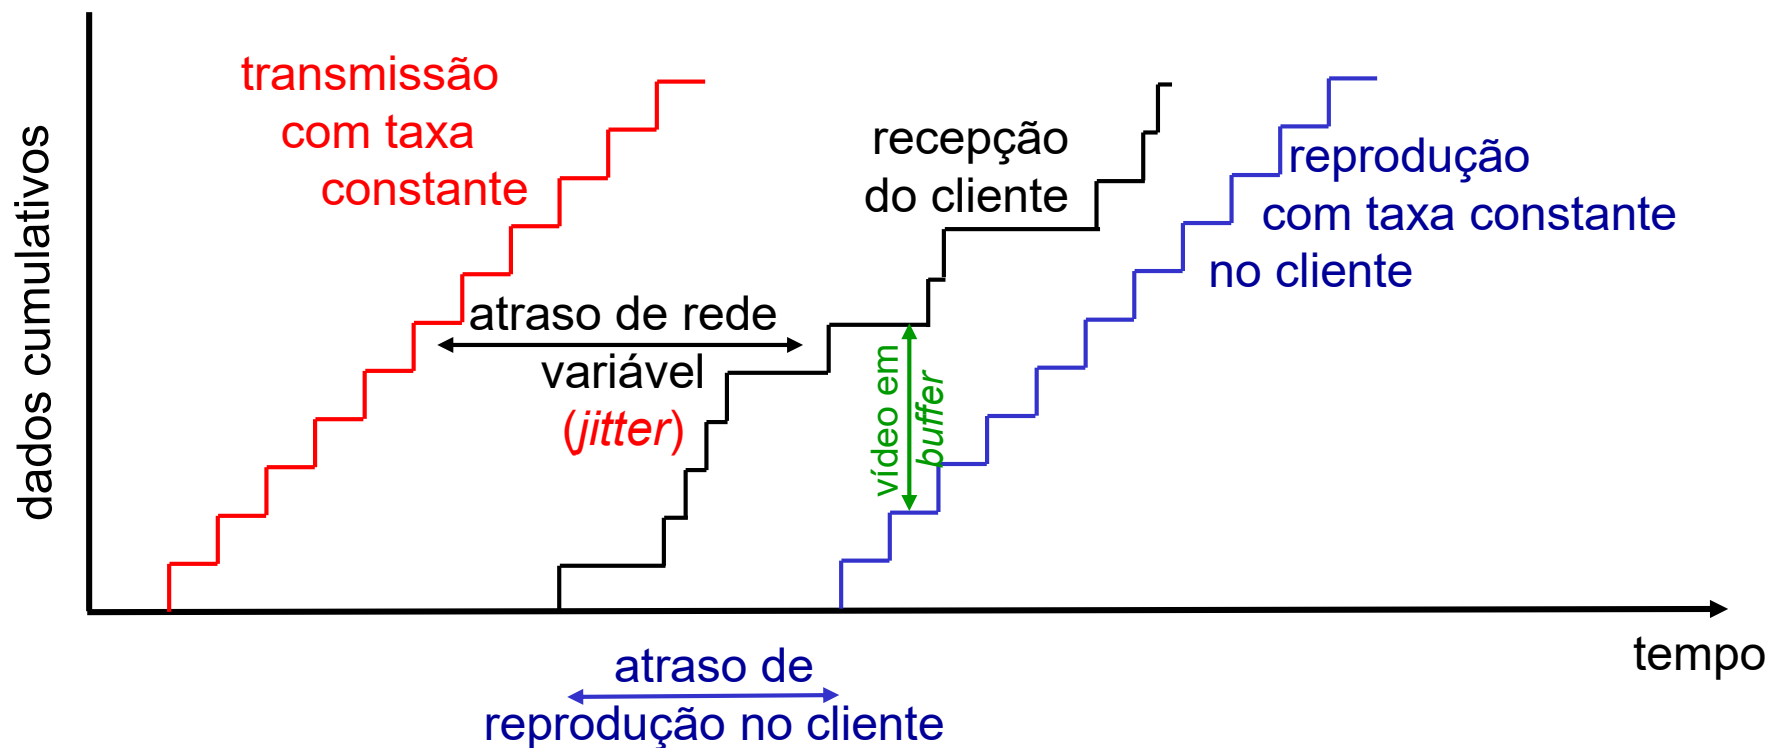 transmissão
com taxa
constante
recepção
do cliente
reprodução
com taxa constante
no cliente
dados cumulativos
atraso de rede
variável
(jitter)
vídeo em
buffer
tempo
atraso de
reprodução no cliente